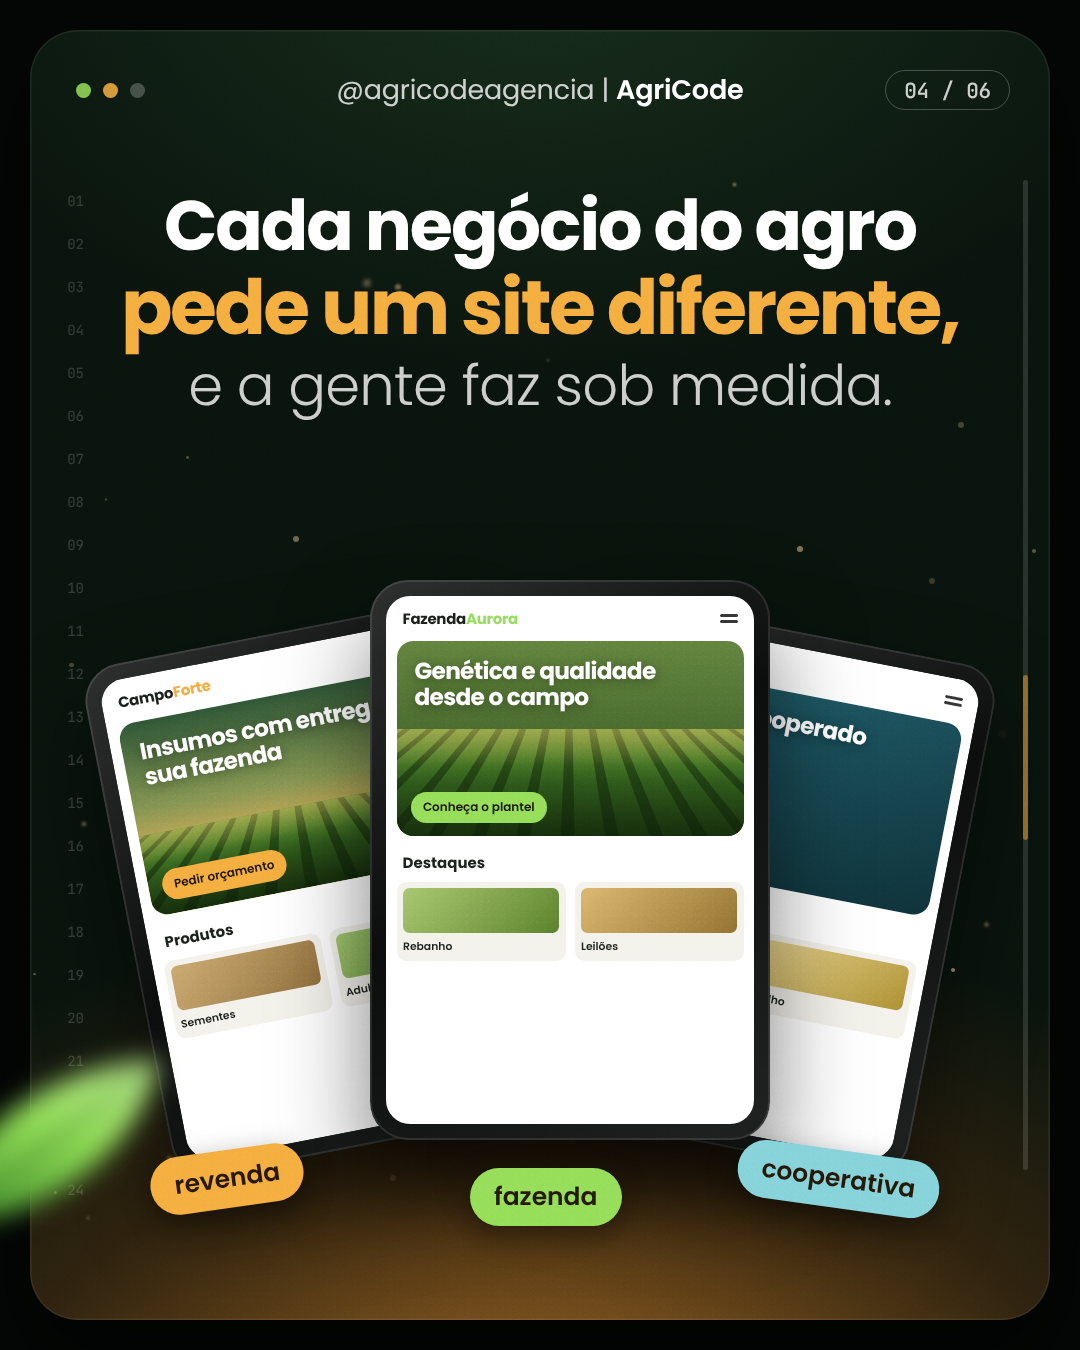 @agricodeagencia | AgriCode
04 / 06
Cada negócio do agro
pede um site diferente,
e a gente faz sob medida.
01
02
03
04
05
06
07
08
09
10
11
12
13
14
15
16
17
18
19
20
21
24
CampoForte
Insumos com entreg
sua fazenda
Pedir orçamento
Produtos
Sementes
Adu
FazendaAurora
Genética e qualidade
desde o campo
Conheça o plantel
Destaques
Rebanho
Leilões
operado
ho
revenda
fazenda
cooperativa